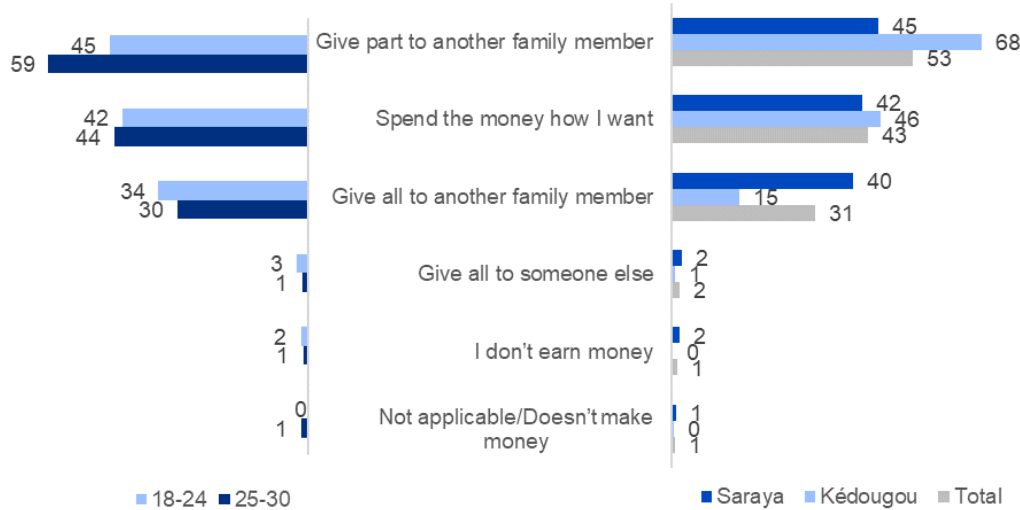 45 Give part to another family member 45
59 68
53
42 Spend the money how I want 42
44 46
43
34 Give all to another family member 40
30 15
31
3 Give all to someone else 2
1 1
2
2 I don't earn money 2
1 0
1
0 Not applicable/Doesn't make 1
1 money 0
1
18-24 25-30 Saraya Kédougou Total